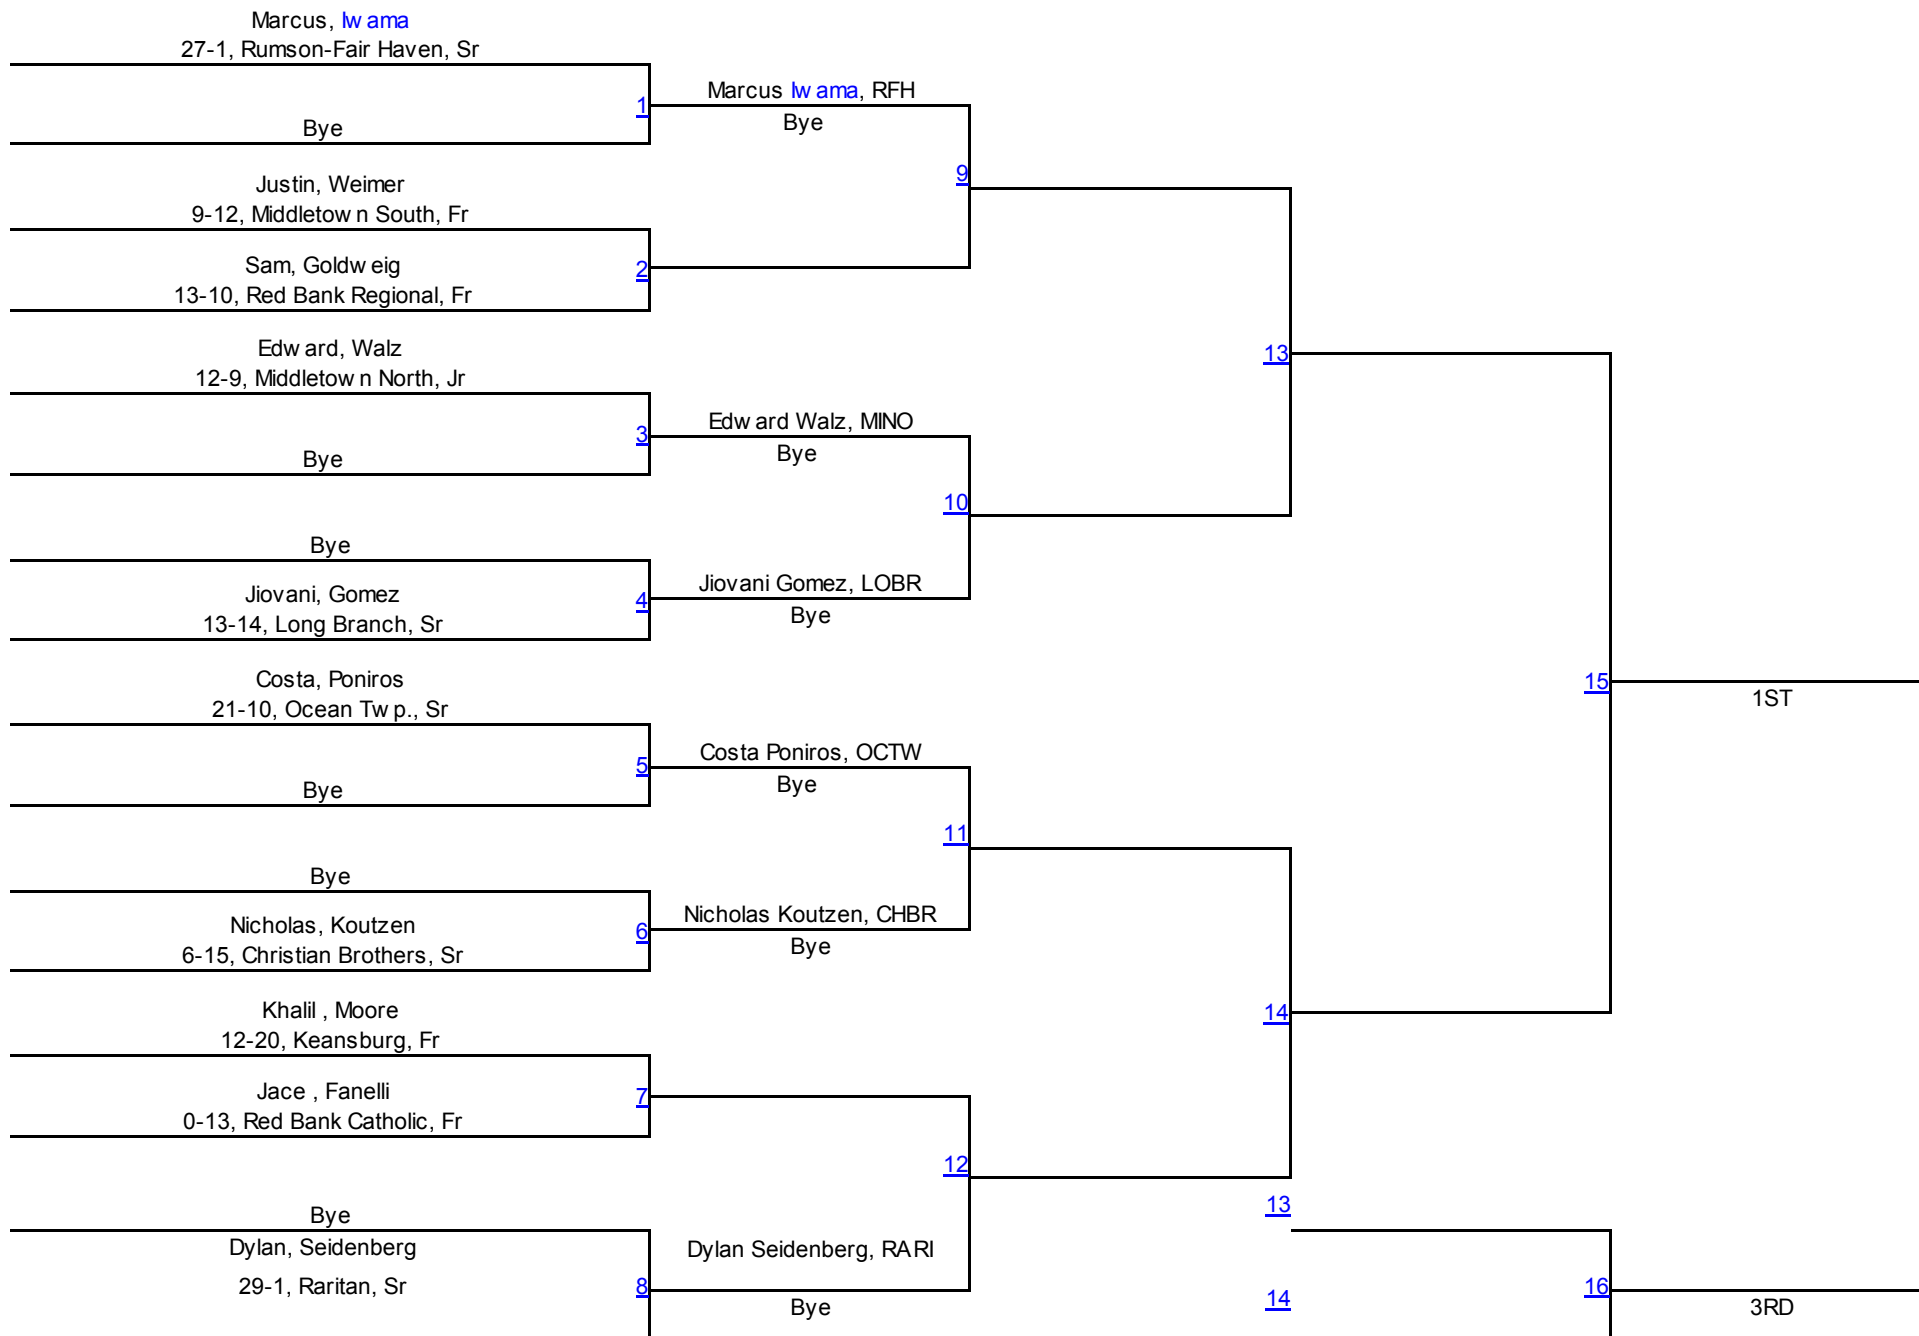 Marcus, Iwama
27-1, Rumson-Fair Haven, Sr
1
Bye
Marcus Iwama, RFH
Bye
Justin, Weimer
9-12, Middletown South, Fr
2
Sam, Goldweig
13-10, Red Bank Regional, Fr
9
Edward, Walz
12-9, Middletown North, Jr
3
Bye
Edward Walz, MINO
Bye
10
Bye
4
Jiovani, Gomez
13-14, Long Branch, Sr
Jiovani Gomez, LOBR
Bye
13
Costa, Poniros
21-10, Ocean Twp., Sr
5
Bye
Costa Poniros, OCTW
Bye
11
Bye
6
Nicholas, Koutzen
6-15, Christian Brothers, Sr
Nicholas Koutzen, CHBR
Bye
Khalil , Moore
12-20, Keansburg, Fr
7
Jace , Fanelli
0-13, Red Bank Catholic, Fr
12
Bye
Dylan, Seidenberg
29-1, Raritan, Sr
8
Dylan Seidenberg, RARI
Bye
14
15
1ST
13
14
16
3RD